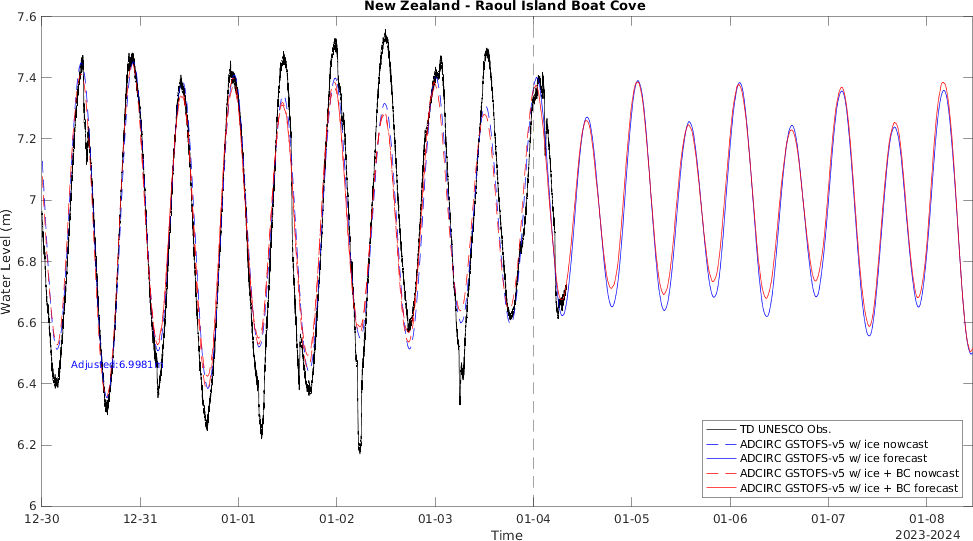 New Zealand - Raoul Island Boat Cove
7.6
7.4
7.2
7
6.8
6.6
6.4
6.2
6
Water Level (m)
Adjusted:6.9981
12-30 12-31 01-01 01-02 01-03 01-04 01-05 01-06 01-07 01-08
Time
2023-2024
TD UNESCO Obs.
ADCIRC GSTOFS-v5 w/ ice nowcast
ADCIRC GSTOFS-v5 w/ ice forecast
ADCIRC GSTOFS-v5 w/ ice + BC nowcast
ADCIRC GSTOFS-v5 w/ ice + BC forecast